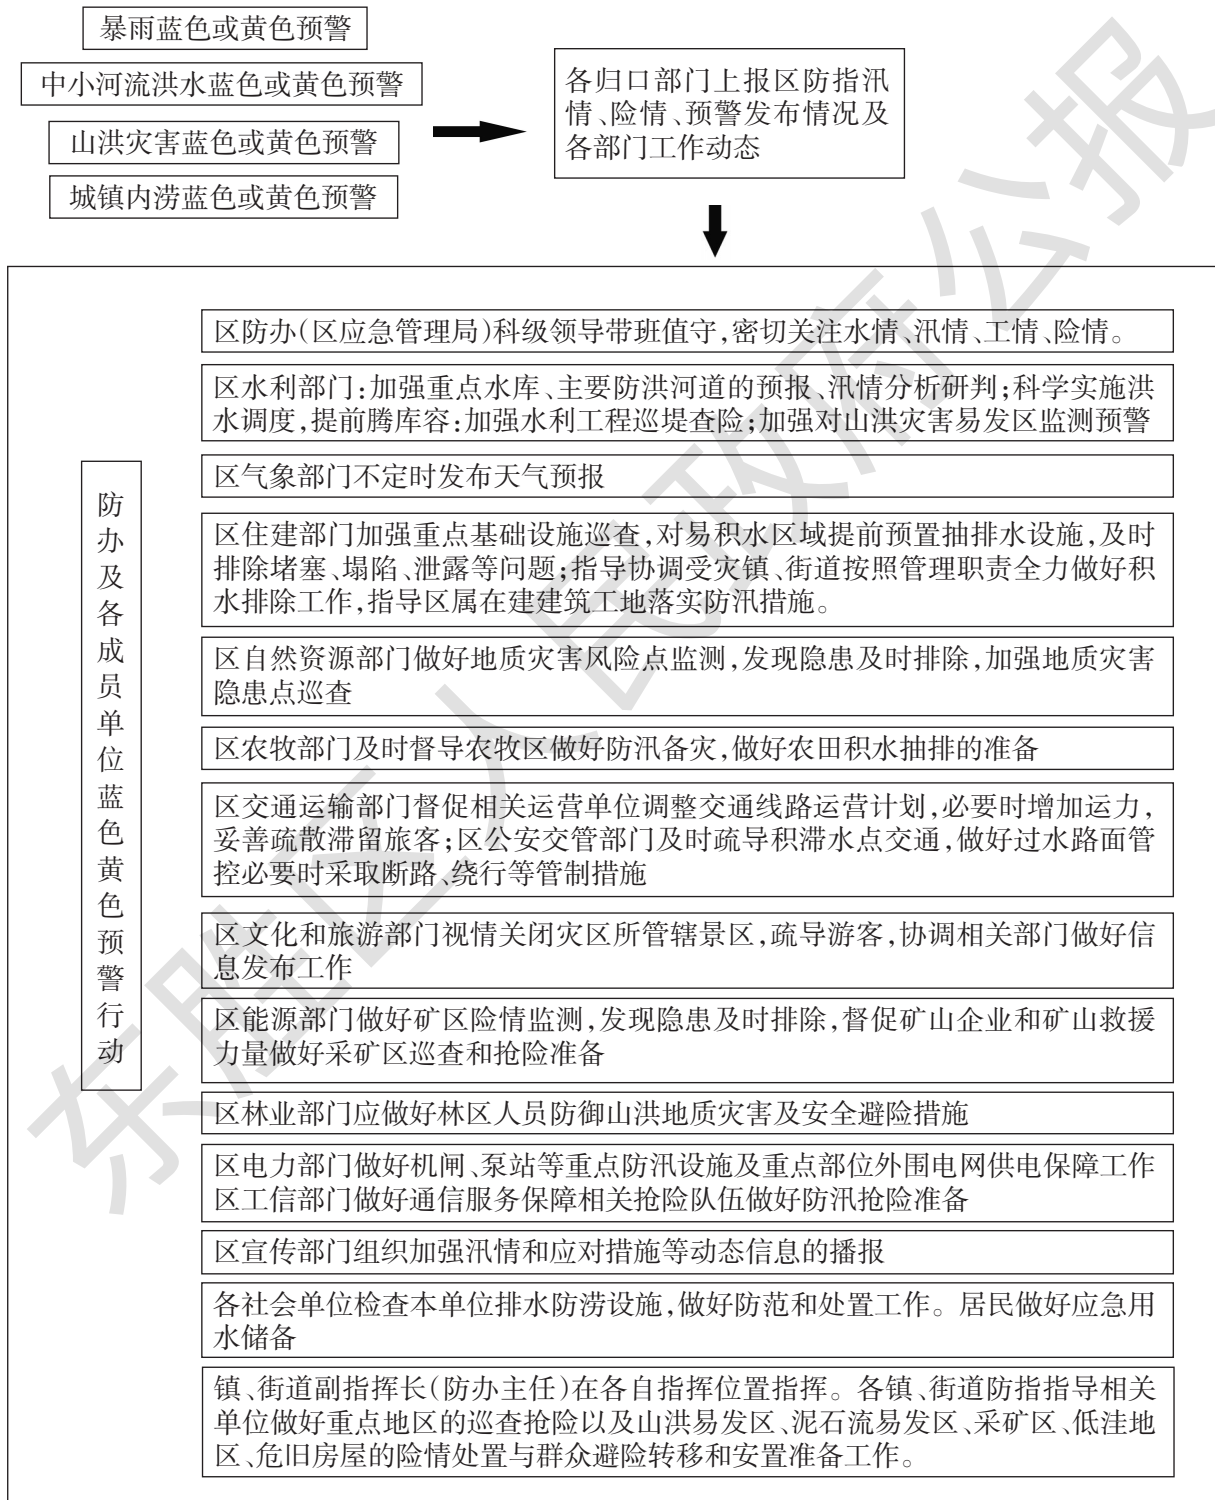 暴雨蓝色或黄色预警
中小河流洪水蓝色或黄色预警
山洪灾害蓝色或黄色预警
城镇内涝蓝色或黄色预警
各归口部门上报区防指汛
情、险情、预警发布情况及
各部门工作动态
防办及各成员单位蓝色黄色预警行动
区防办(区应急管理局)科级领导带班值守,密切关注水情、汛情、工情、险情。
区水利部门:加强重点水库、主要防洪河道的预报、汛情分析研判;科学实施洪
水调度,提前腾库容:加强水利工程巡堤查险;加强对山洪灾害易发区监测预警
区气象部门不定时发布天气预报
区住建部门加强重点基础设施巡查,对易积水区域提前预置抽排水设施,及时
排除堵塞、塌陷、泄露等问题;指导协调受灾镇、街道按照管理职责全力做好积
水排除工作,指导区属在建建筑工地落实防汛措施。
区自然资源部门做好地质灾害风险点监测,发现隐患及时排除,加强地质灾害
隐患点巡查
区农牧部门及时督导农牧区做好防汛备灾,做好农田积水抽排的准备
区交通运输部门督促相关运营单位调整交通线路运营计划,必要时增加运力,
妥善疏散滞留旅客;区公安交管部门及时疏导积滞水点交通,做好过水路面管
控必要时采取断路、绕行等管制措施
区文化和旅游部门视情关闭灾区所管辖景区,疏导游客,协调相关部门做好信
息发布工作
区能源部门做好矿区险情监测,发现隐患及时排除,督促矿山企业和矿山救援
力量做好采矿区巡查和抢险准备
区林业部门应做好林区人员防御山洪地质灾害及安全避险措施
区电力部门做好机闸、泵站等重点防汛设施及重点部位外围电网供电保障工作
区工信部门做好通信服务保障相关抢险队伍做好防汛抢险准备
区宣传部门组织加强汛情和应对措施等动态信息的播报
各社会单位检查本单位排水防涝设施,做好防范和处置工作。居民做好应急用
水储备
镇、街道副指挥长(防办主任)在各自指挥位置指挥。各镇、街道防指指导相关
单位做好重点地区的巡查抢险以及山洪易发区、泥石流易发区、采矿区、低洼地
区、危旧房屋的险情处置与群众避险转移和安置准备工作。
东胜区人民政府公报